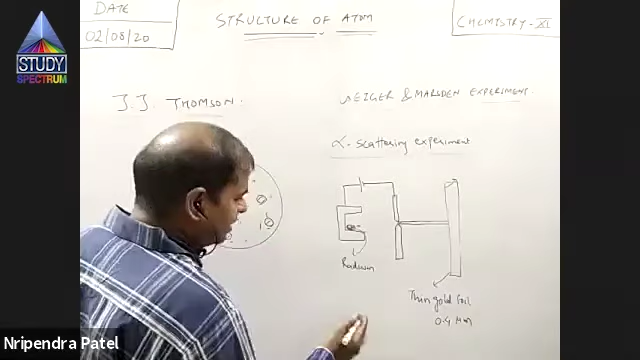 DATE
02/08/20
STUDY
SPECTRUM
STRUCTURE OF ATOM
CHEMISTRY-XI
J.J. THOMSON.
GEIGER & MARSDEN EXPERIMENT.
α-scattering experiment
Radium
Thin gold foil
0.4 μm
Nripendra Patel